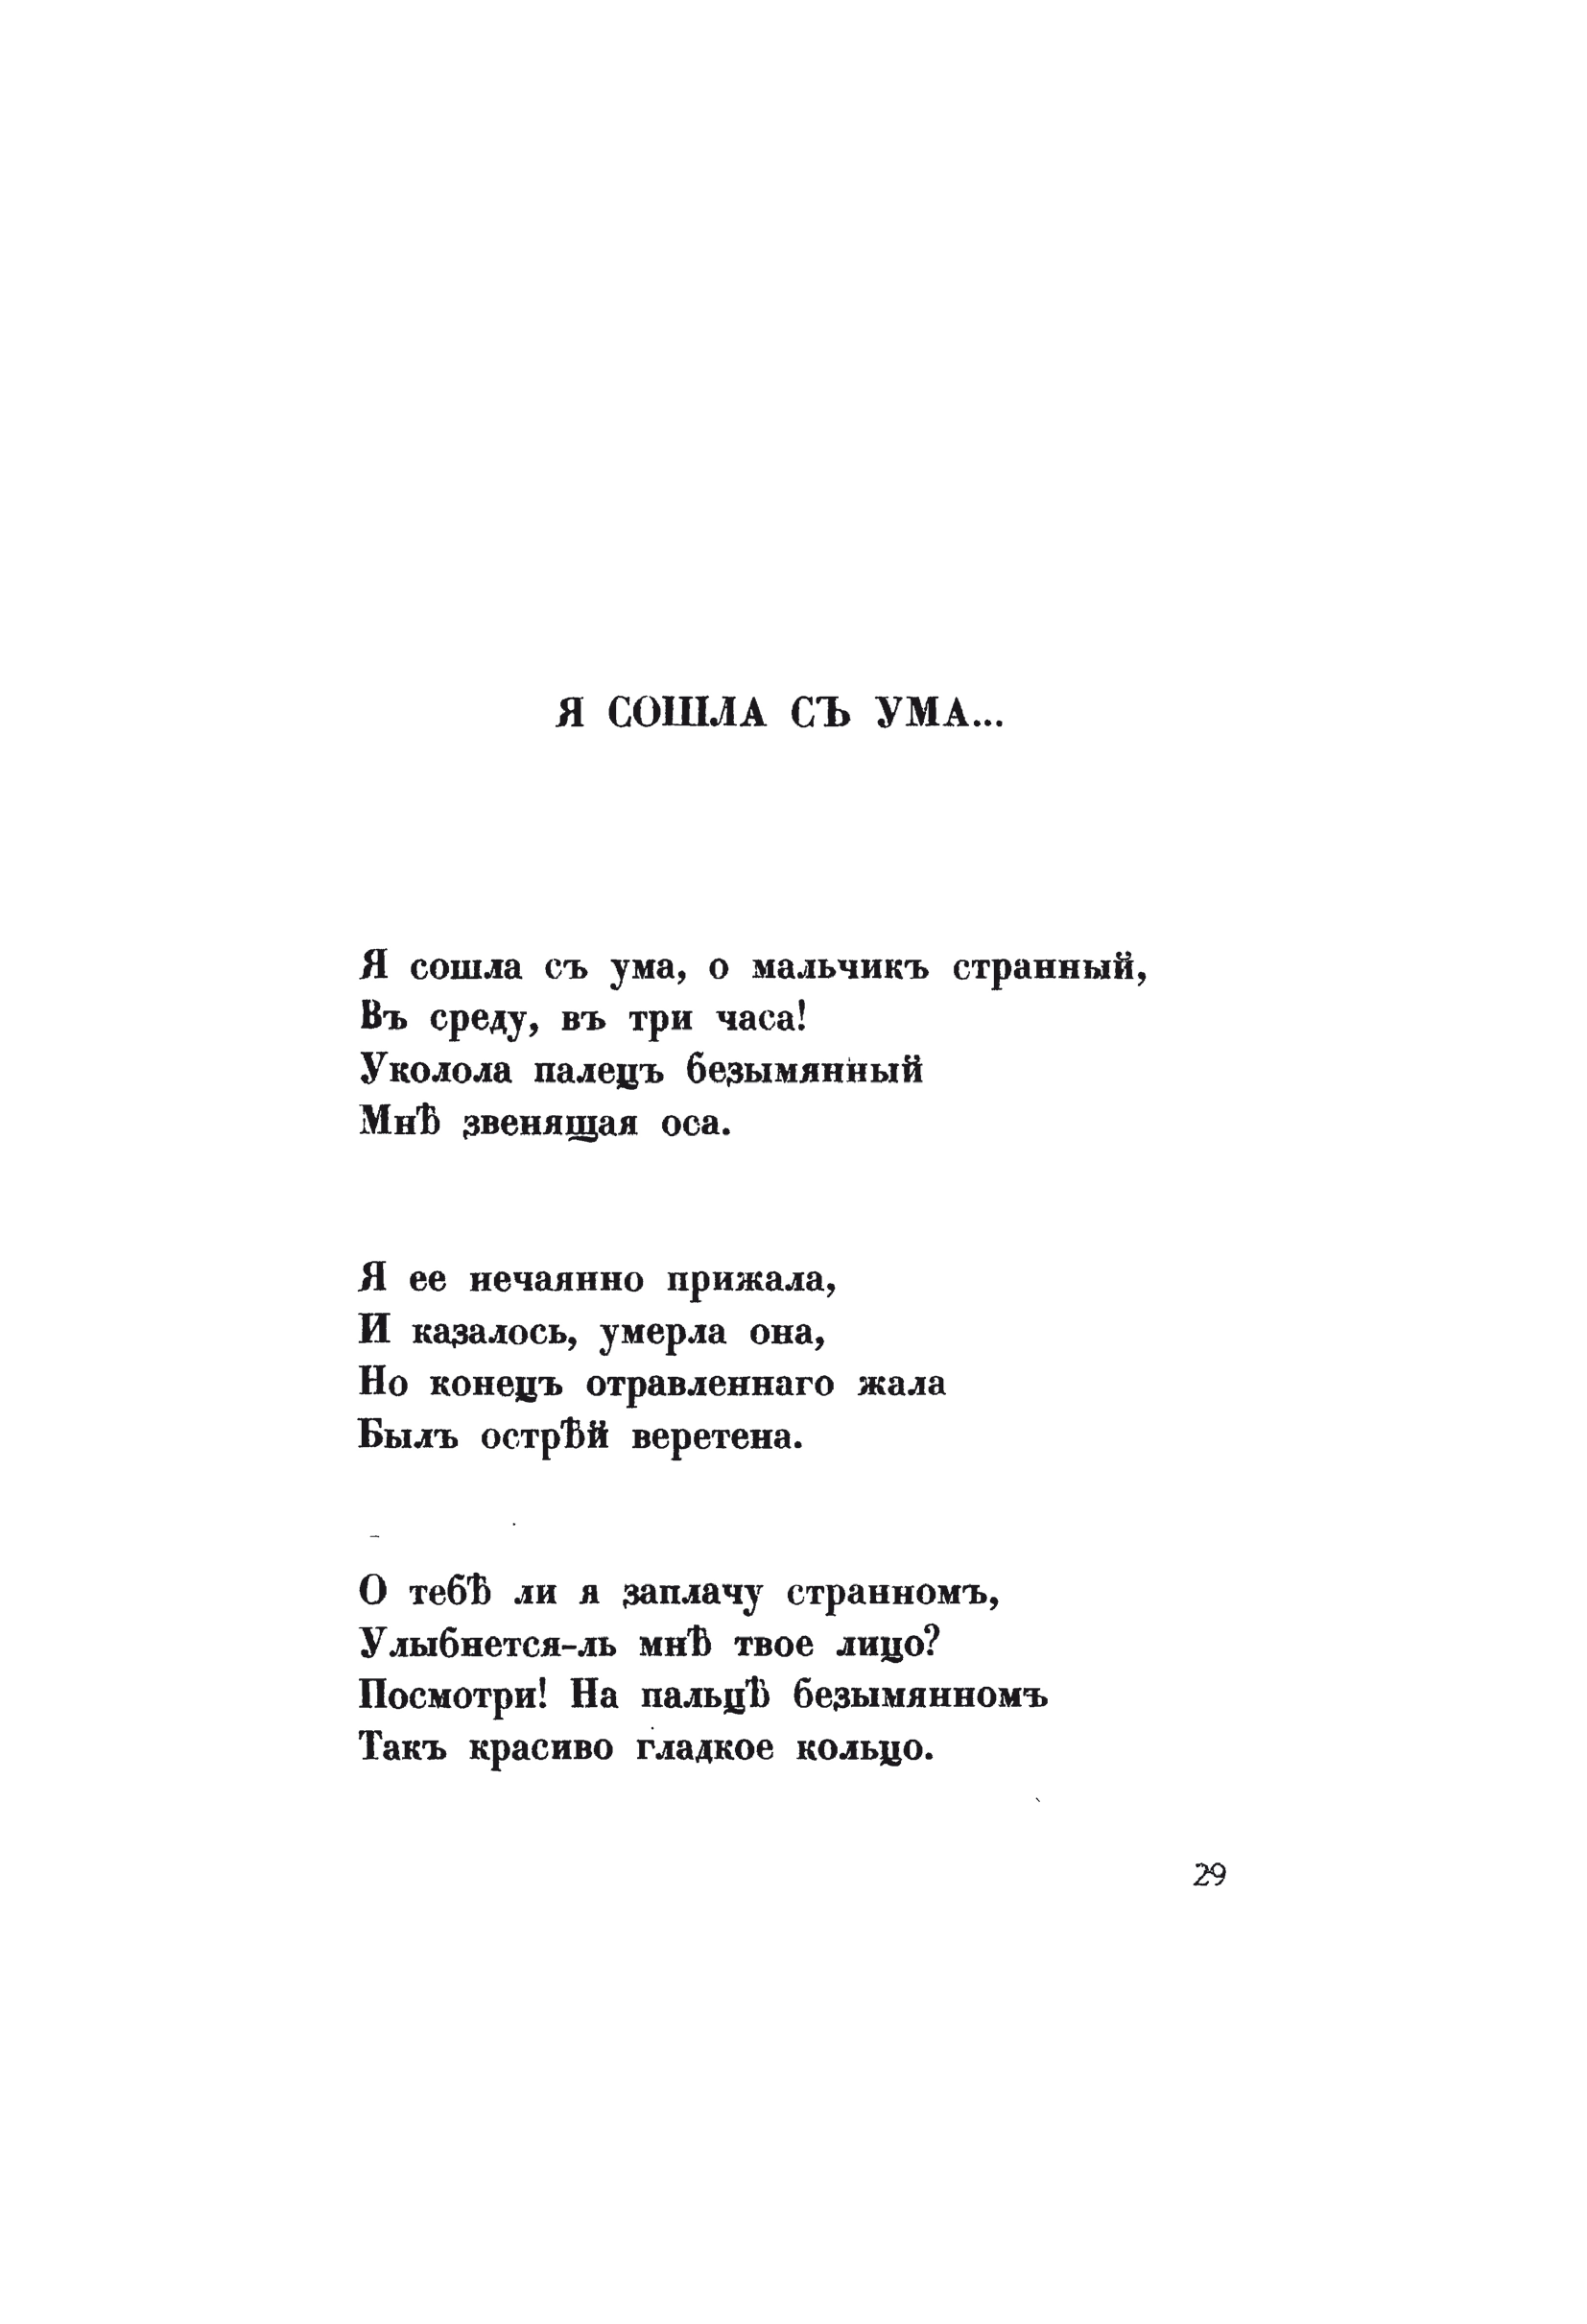 Я СОШЛА СЪ УМА...
Я сошла съ ума, о мальчикъ странный,
Въ среду, въ три часа!
Уколола палецъ безымянный
Мнѣ звенящая оса.
Я ее нечаянно прижала,
И казалось, умерла она,
Но конецъ отравленнаго жала
Былъ острѣй веретена.
О тебѣ ли я заплачу странномъ,
Улыбнется-ль мнѣ твое лицо?
Посмотри! На пальцѣ безымянномъ
Такъ красиво гладкое кольцо.
29